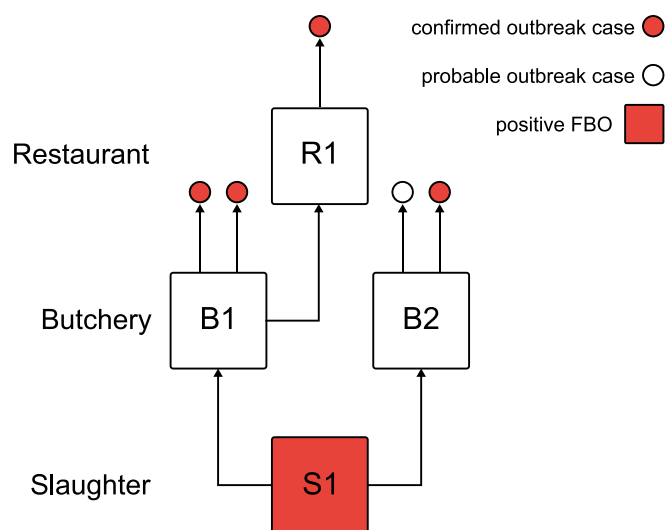 confirmed outbreak case
probable outbreak case
positive FBO
Restaurant
R1
Butchery
B1
B2
Slaughter
S1